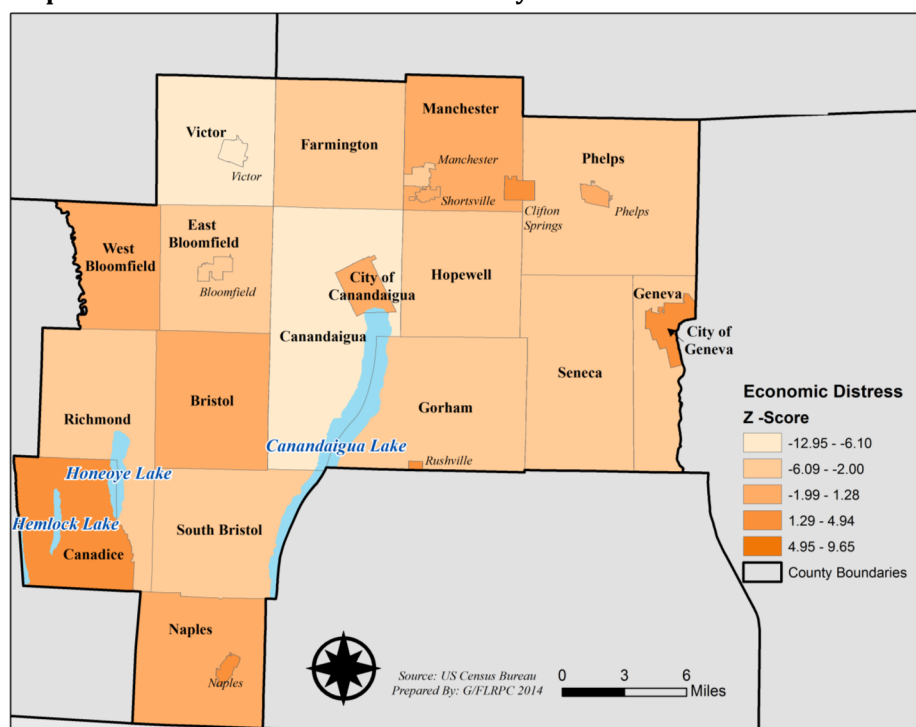 Manchester
Victor
Farmington
Manchester
Phelps
Victor
Shortsville
Clifton
Springs
Phelps
West
Bloomfield
East
Bloomfield
Bloomfield
City of
Canandaigua
Hopewell
Geneva
City of
Geneva
Canandaigua
Seneca
Richmond
Bristol
Gorham
Canandaigua Lake
Rushville
Honeoye Lake
Hemlock Lake
Canadice
South Bristol
Naples
Naples
Economic Distress
Z -Score
-12.95 - -6.10
-6.09 - -2.00
-1.99 - 1.28
1.29 - 4.94
4.95 - 9.65
County Boundaries
Source: US Census Bureau
Prepared By: G/FLRPC 2014
0 3 6
Miles